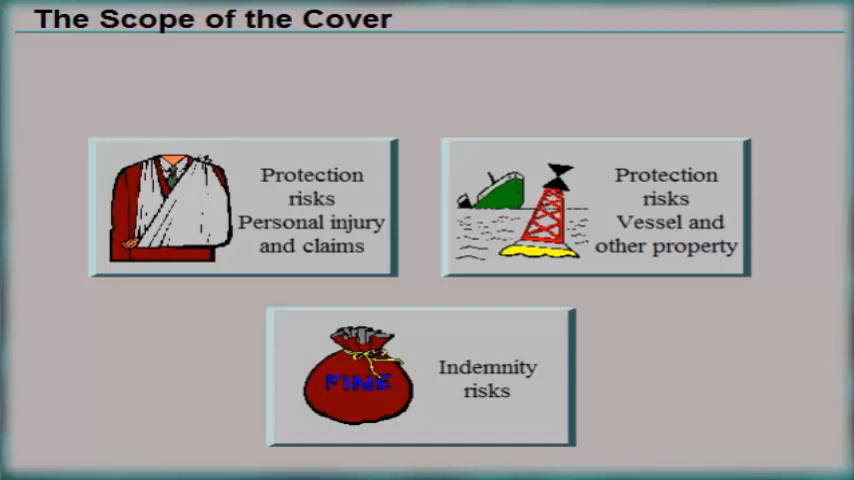 The Scope of the Cover
Protection
risks
Personal injury
and claims
Protection
risks
Vessel and
other property
FINE
Indemnity
risks